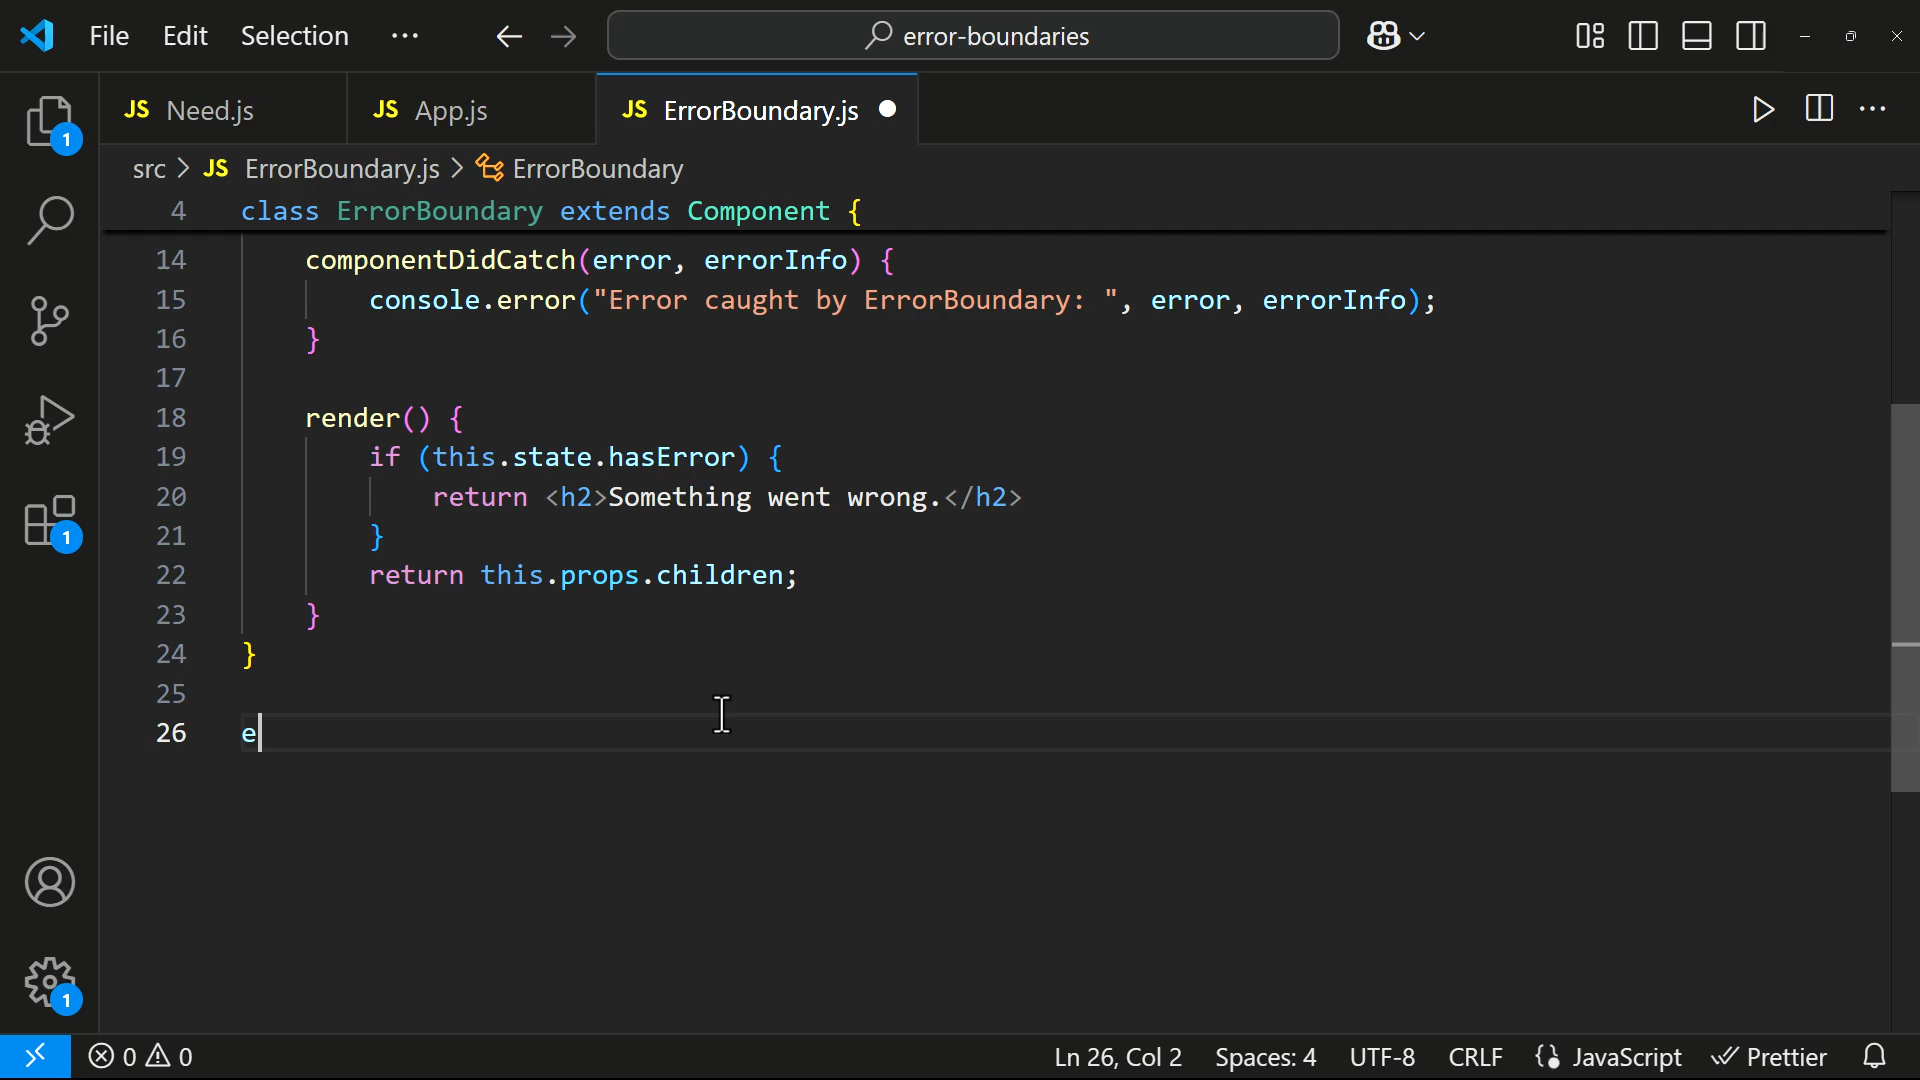 File Edit Selection ··· error-boundaries
JS Need.js JS App.js JS ErrorBoundary.js
src > JS ErrorBoundary.js > ErrorBoundary
4 class ErrorBoundary extends Component {
14 componentDidCatch(error, errorInfo) {
15 console.error("Error caught by ErrorBoundary: ", error, errorInfo);
16 }
17
18 render() {
19 if (this.state.hasError) {
20 return <h2>Something went wrong.</h2>
21 }
22 return this.props.children;
23 }
24 }
25
26 e
1
1
1
0 0 Ln 26, Col 2 Spaces: 4 UTF-8 CRLF JavaScript Prettier